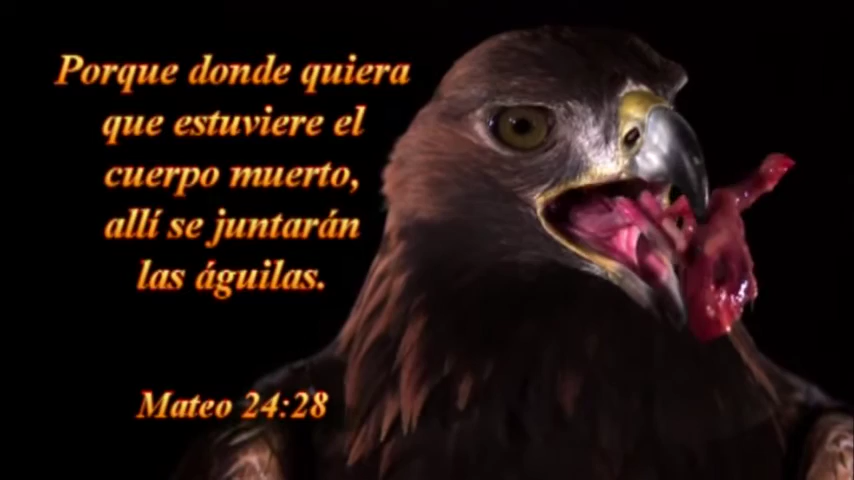 Porque donde quiera
que estuviere el
cuerpo muerto,
allí se juntarán
las águilas.
Mateo 24:28